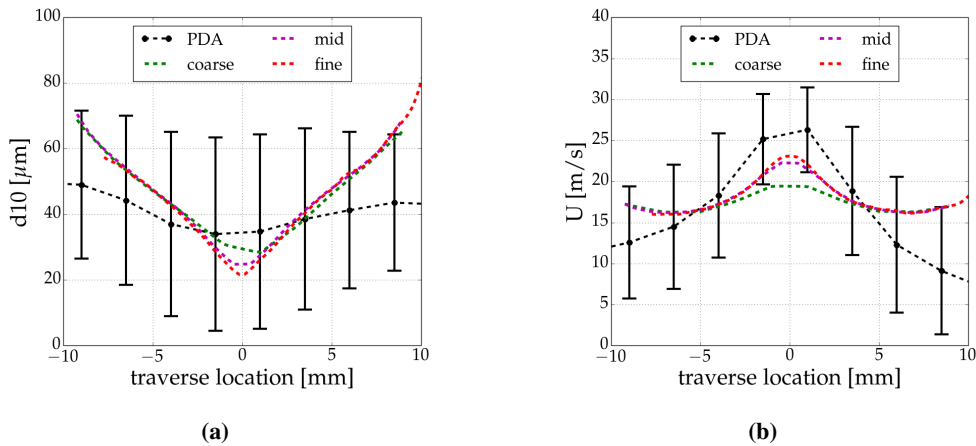 100
80
60
40
20
0
d10 [μm]
PDA
coarse
mid
fine
−10
−5
0
5
10
traverse location [mm]
(a)
40
35
30
25
20
15
10
5
0
U [m/s]
PDA
coarse
mid
fine
−10
−5
0
5
10
traverse location [mm]
(b)